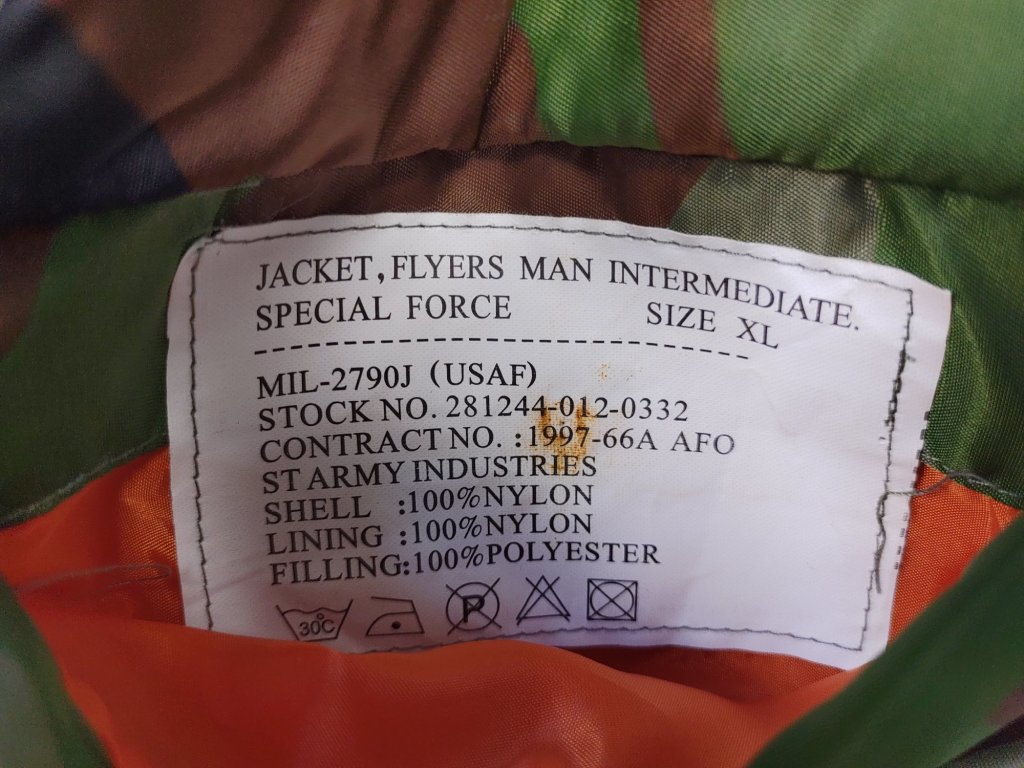 JACKET,FLYERS MAN INTERMEDIATE.
SPECIAL FORCE SIZE XL
MIL-2790J (USAF)
STOCK NO. 281244-012-0332
CONTRACT NO. :1997-66A AFO
ST ARMY INDUSTRIES
SHELL :100%NYLON
LINING :100%NYLON
FILLING:100%POLYESTER
30°C P